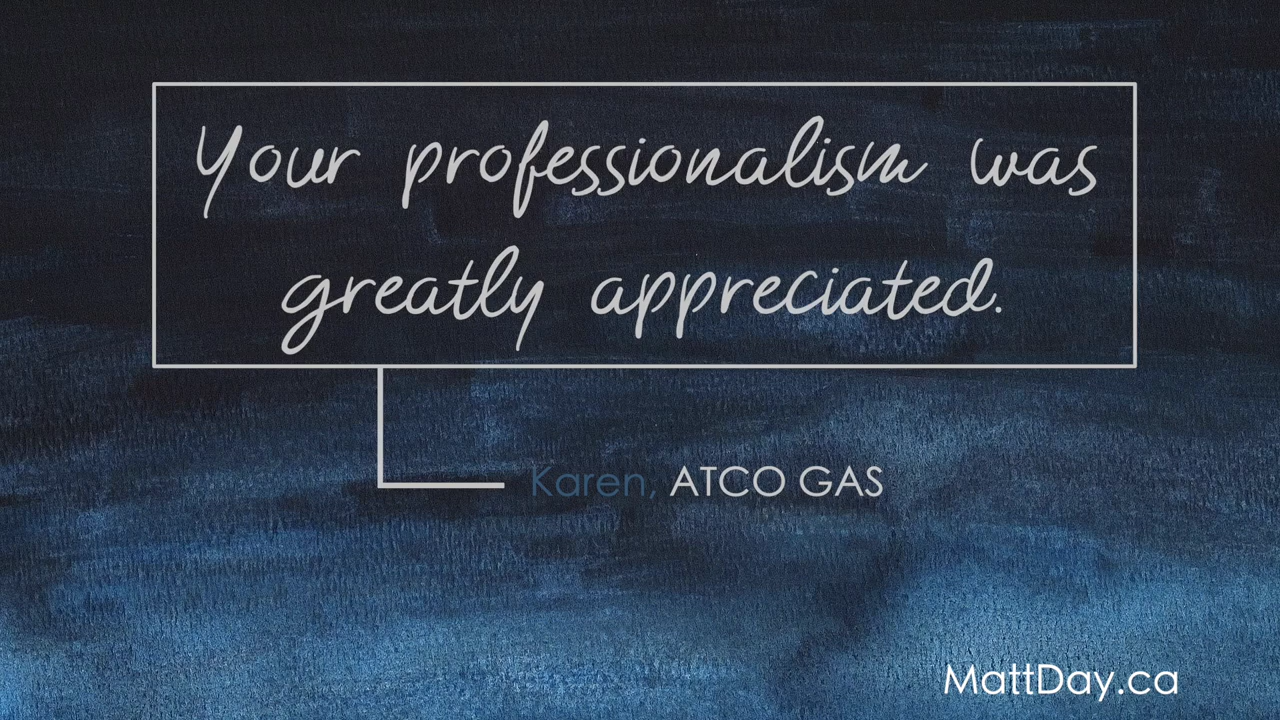 Your professionalism was
greatly appreciated.
Karen, ATCO GAS
MattDay.ca